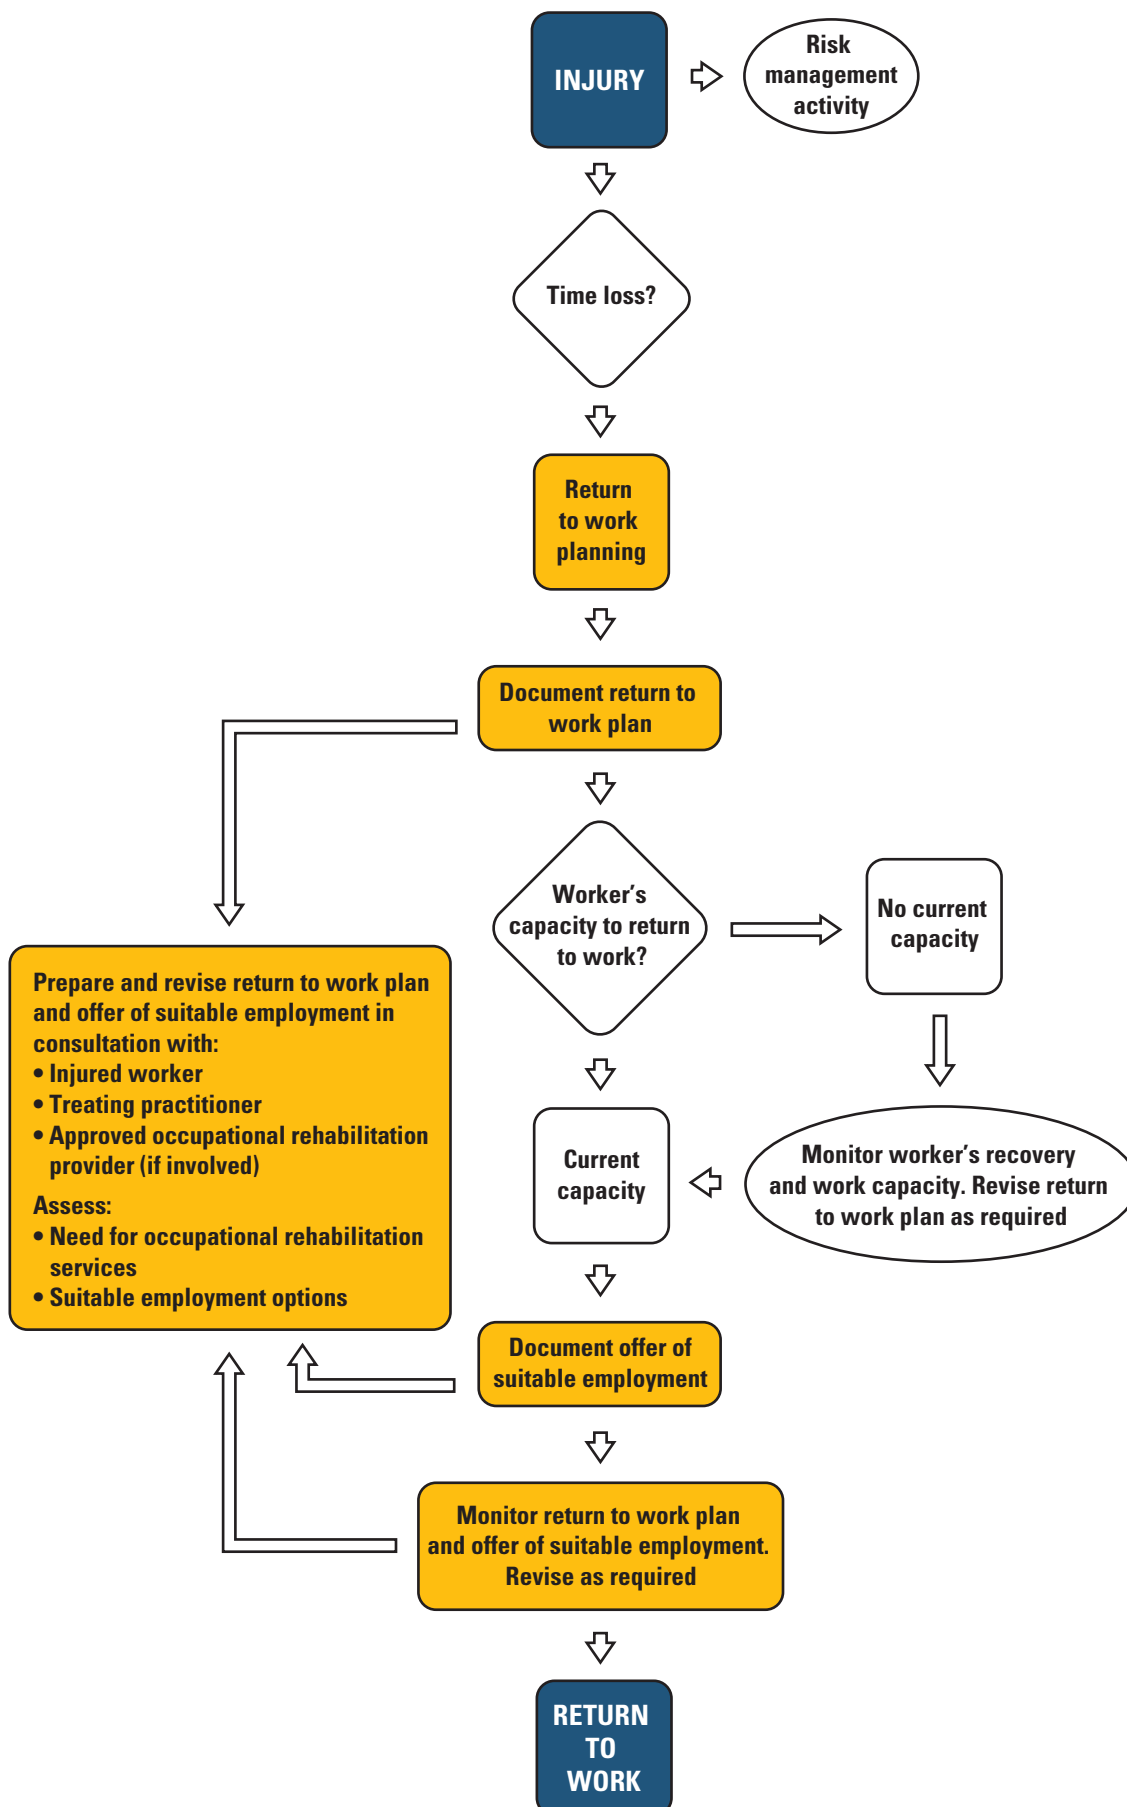 INJURY
Risk
management
activity
Time loss?
Return
to work
planning
Document return to
work plan
Worker’s
capacity to return
to work?
No current
capacity
Prepare and revise return to work plan
and offer of suitable employment in
consultation with:
• Injured worker
• Treating practitioner
• Approved occupational rehabilitation
provider (if involved)
Assess:
• Need for occupational rehabilitation
services
• Suitable employment options
Current
capacity
Monitor worker’s recovery
and work capacity. Revise return
to work plan as required
Document offer of
suitable employment
Monitor return to work plan
and offer of suitable employment.
Revise as required
RETURN
TO
WORK